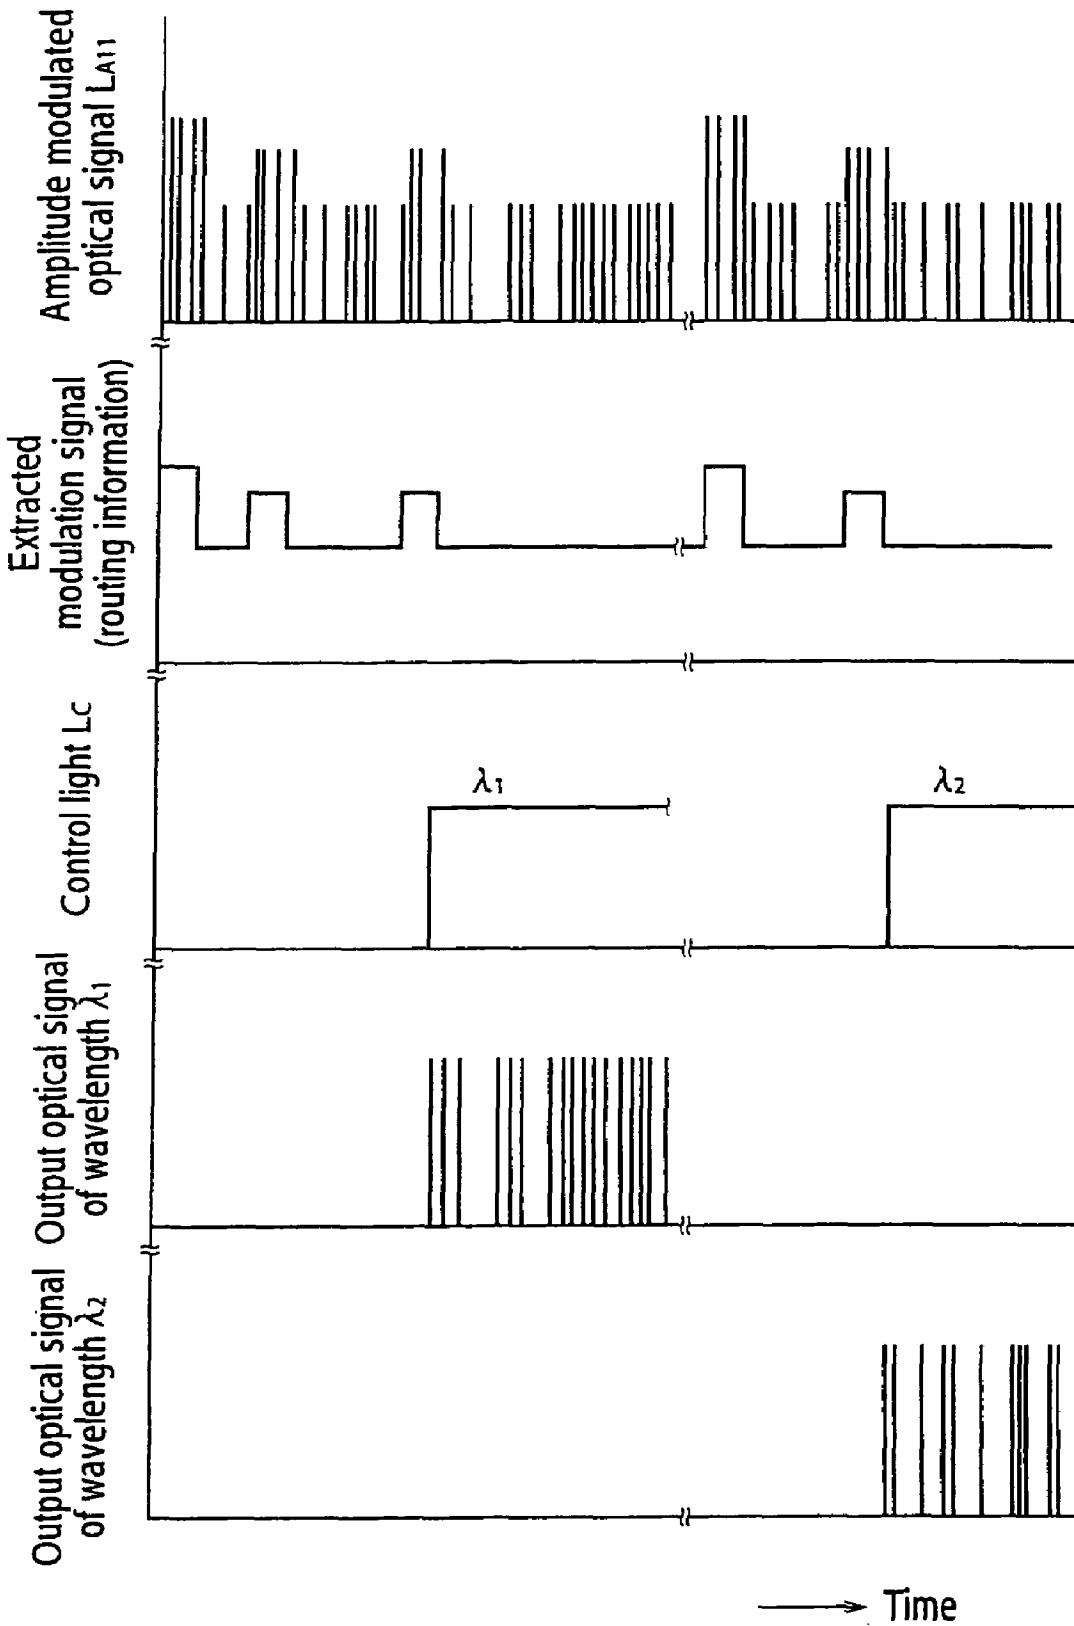 Amplitude modulated
optical signal LA11
Extracted
modulation signal
(routing information)
Control light Lc
λ1
λ2
Output optical signal
of wavelength λ1
Output optical signal
of wavelength λ2
Time